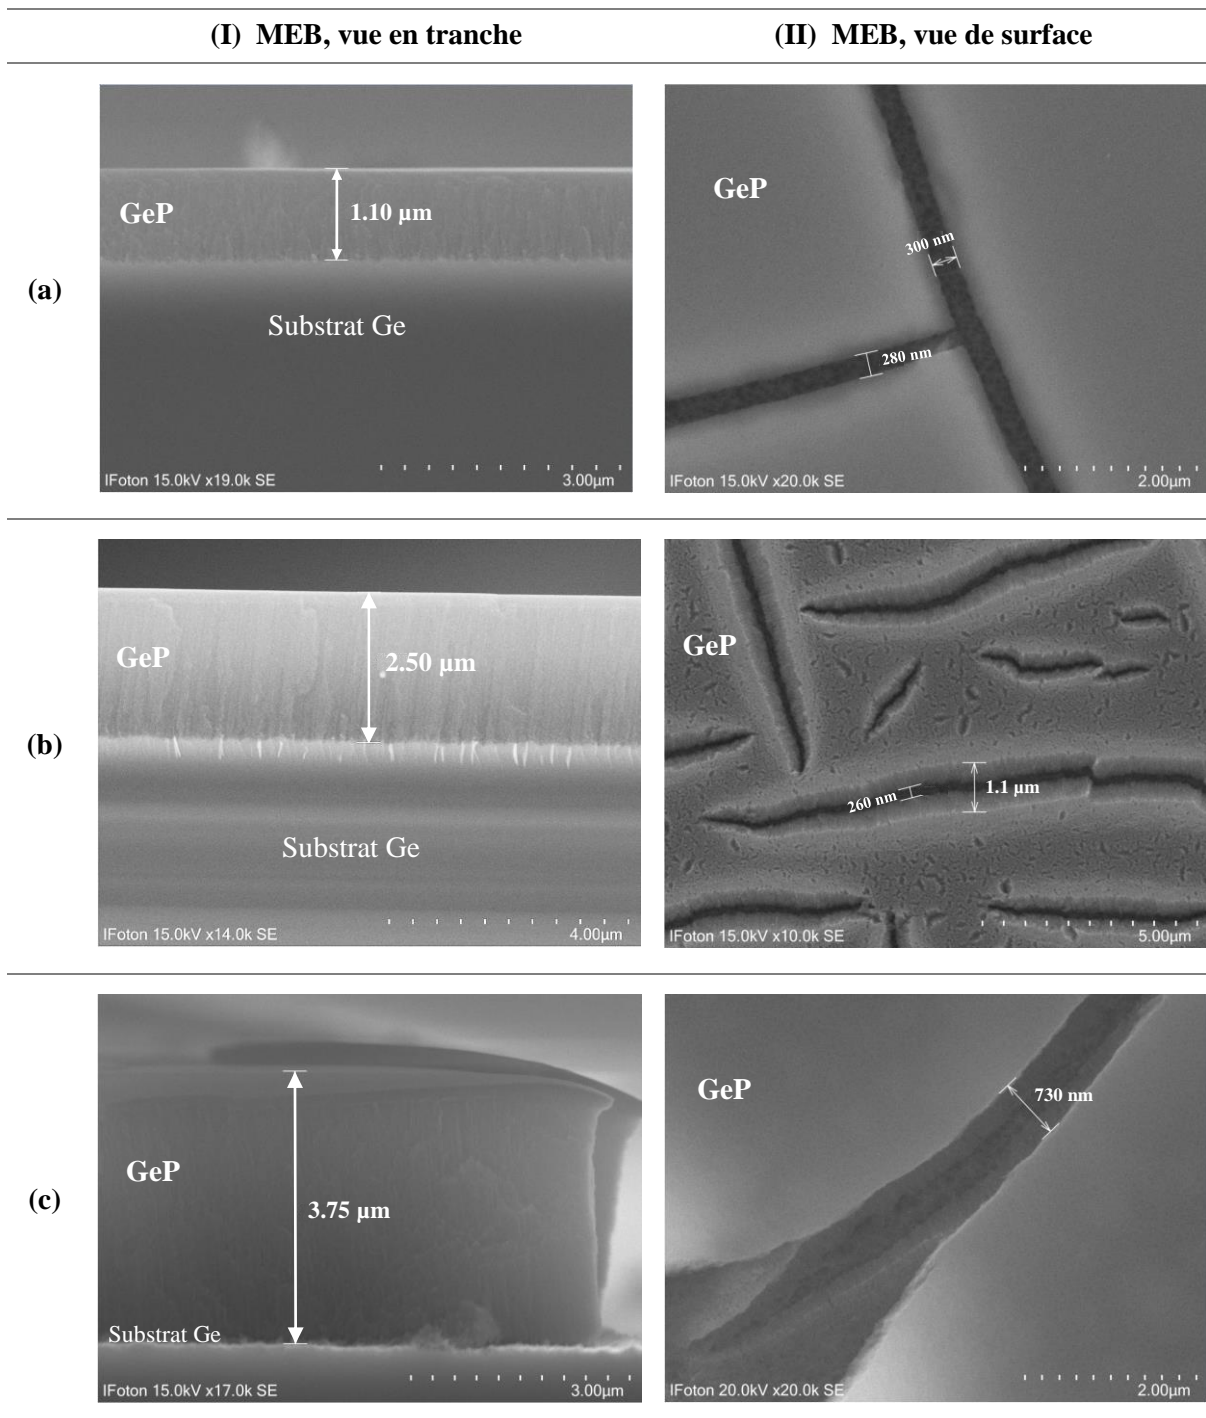 (I) MEB, vue en tranche
(II) MEB, vue de surface
(a)
GeP
1.10 µm
Substrat Ge
IFoton 15.0kV x19.0k SE
3.00µm
GeP
300 nm
280 nm
IFoton 15.0kV x20.0k SE
2.00µm
(b)
GeP
2.50 µm
Substrat Ge
IFoton 15.0kV x14.0k SE
4.00µm
GeP
260 nm
1.1 µm
IFoton 15.0kV x10.0k SE
5.00µm
(c)
GeP
3.75 µm
Substrat Ge
IFoton 15.0kV x17.0k SE
3.00µm
GeP
730 nm
IFoton 20.0kV x20.0k SE
2.00µm